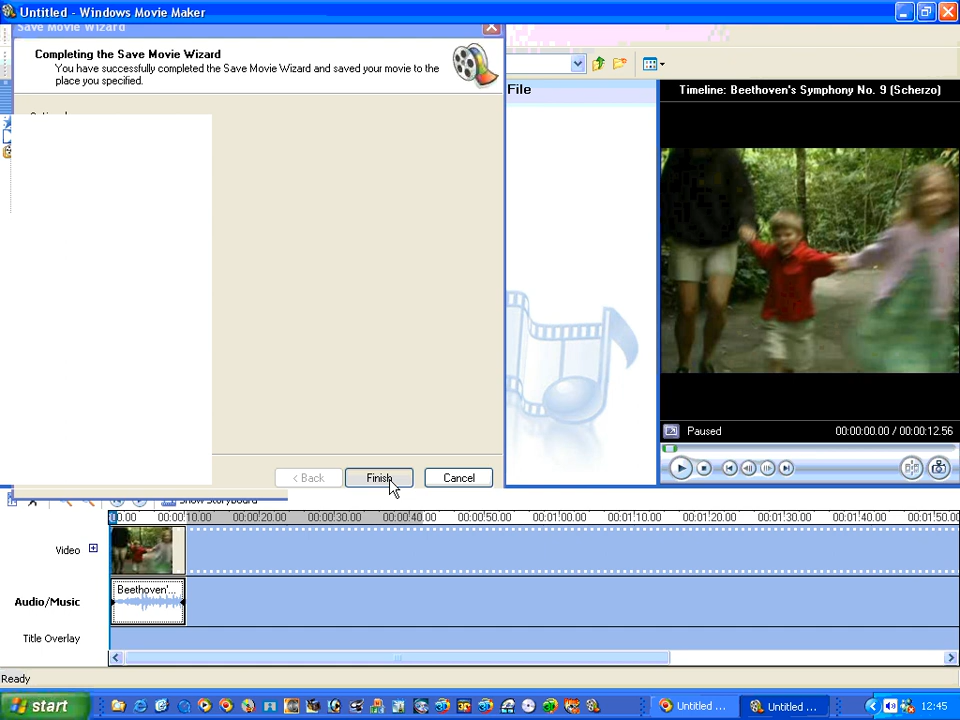 Untitled - Windows Movie Maker
Save Movie Wizard
Completing the Save Movie Wizard
You have successfully completed the Save Movie Wizard and saved your movie to the
place you specified.
File
Timeline: Beethoven's Symphony No. 9 (Scherzo)
Paused
00:00:00.00 / 00:00:12.56
< Back
Finish
Cancel
Show Storyboard
00:00:10.00 00:00:20.00 00:00:30.00 00:00:40.00 00:00:50.00 00:01:00.00 00:01:10.00 00:01:20.00 00:01:30.00 00:01:40.00 00:01:50.00
Video
Beethoven'...
Audio/Music
Title Overlay
Ready
start
Untitled ...
Untitled ...
12:45